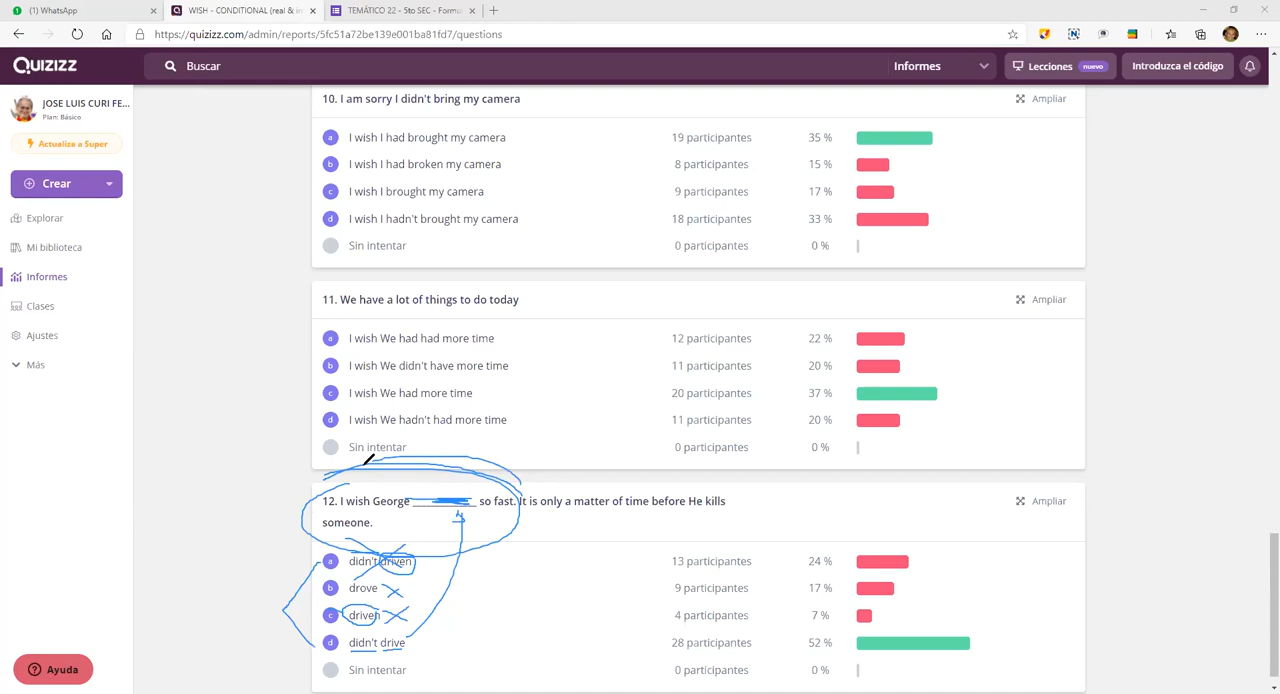 (1) WhatsApp
WISH - CONDITIONAL (real & in
TEMÁTICO 22 - 5to SEC - Formul
https://quizizz.com/admin/reports/5fc51a72be139e001ba81fd7/questions
Quizizz
Buscar
Informes
Lecciones nuevo
Introduzca el código
JOSE LUIS CURI FE...
Plan: Básico
Actualiza a Super
Crear
Explorar
Mi biblioteca
Informes
Clases
Ajustes
Más
Ayuda
10. I am sorry I didn't bring my camera
Ampliar
a I wish I had brought my camera 19 participantes 35 %
b I wish I had broken my camera 8 participantes 15 %
c I wish I brought my camera 9 participantes 17 %
d I wish I hadn't brought my camera 18 participantes 33 %
Sin intentar 0 participantes 0 %
11. We have a lot of things to do today
Ampliar
a I wish We had had more time 12 participantes 22 %
b I wish We didn't have more time 11 participantes 20 %
c I wish We had more time 20 participantes 37 %
d I wish We hadn't had more time 11 participantes 20 %
Sin intentar 0 participantes 0 %
12. I wish George __________ so fast. It is only a matter of time before He kills
someone.
Ampliar
a didn't driven 13 participantes 24 %
b drove 9 participantes 17 %
c driven 4 participantes 7 %
d didn't drive 28 participantes 52 %
Sin intentar 0 participantes 0 %